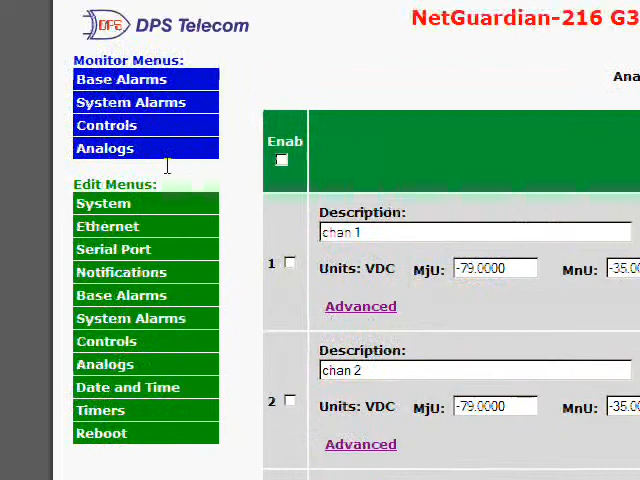 DPS DPS Telecom
NetGuardian-216 G3
Monitor Menus:
Base Alarms
System Alarms
Controls
Analogs
Edit Menus:
System
Ethernet
Serial Port
Notifications
Base Alarms
System Alarms
Controls
Analogs
Date and Time
Timers
Reboot
Ana
Enab
Description:
chan 1
1 Units: VDC MjU: -79.0000 MnU: -35.00
Advanced
Description:
chan 2
2 Units: VDC MjU: -79.0000 MnU: -35.00
Advanced